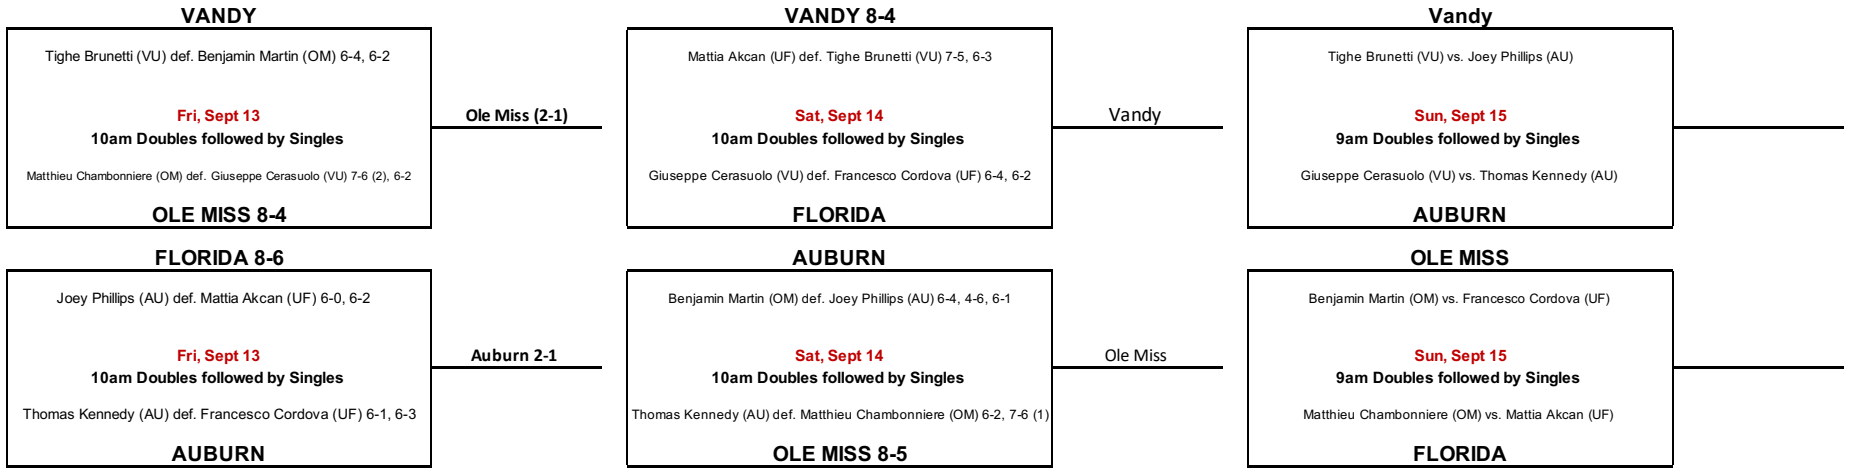 VANDY
Tighe Brunetti (VU) def. Benjamin Martin (OM) 6-4, 6-2
Fri, Sept 13
10am Doubles followed by Singles
Matthieu Chambonniere (OM) def. Giuseppe Cerasuolo (VU) 7-6 (2), 6-2
OLE MISS 8-4
Ole Miss (2-1)
VANDY 8-4
Mattia Akcan (UF) def. Tighe Brunetti (VU) 7-5, 6-3
Sat, Sept 14
10am Doubles followed by Singles
Giuseppe Cerasuolo (VU) def. Francesco Cordova (UF) 6-4, 6-2
FLORIDA
Vandy
Vandy
Tighe Brunetti (VU) vs. Joey Phillips (AU)
Sun, Sept 15
9am Doubles followed by Singles
Giuseppe Cerasuolo (VU) vs. Thomas Kennedy (AU)
AUBURN
FLORIDA 8-6
Joey Phillips (AU) def. Mattia Akcan (UF) 6-0, 6-2
Fri, Sept 13
10am Doubles followed by Singles
Thomas Kennedy (AU) def. Francesco Cordova (UF) 6-1, 6-3
AUBURN
Auburn 2-1
AUBURN
Benjamin Martin (OM) def. Joey Phillips (AU) 6-4, 4-6, 6-1
Sat, Sept 14
10am Doubles followed by Singles
Thomas Kennedy (AU) def. Matthieu Chambonniere (OM) 6-2, 7-6 (1)
OLE MISS 8-5
Ole Miss
OLE MISS
Benjamin Martin (OM) vs. Francesco Cordova (UF)
Sun, Sept 15
9am Doubles followed by Singles
Matthieu Chambonniere (OM) vs. Mattia Akcan (UF)
FLORIDA